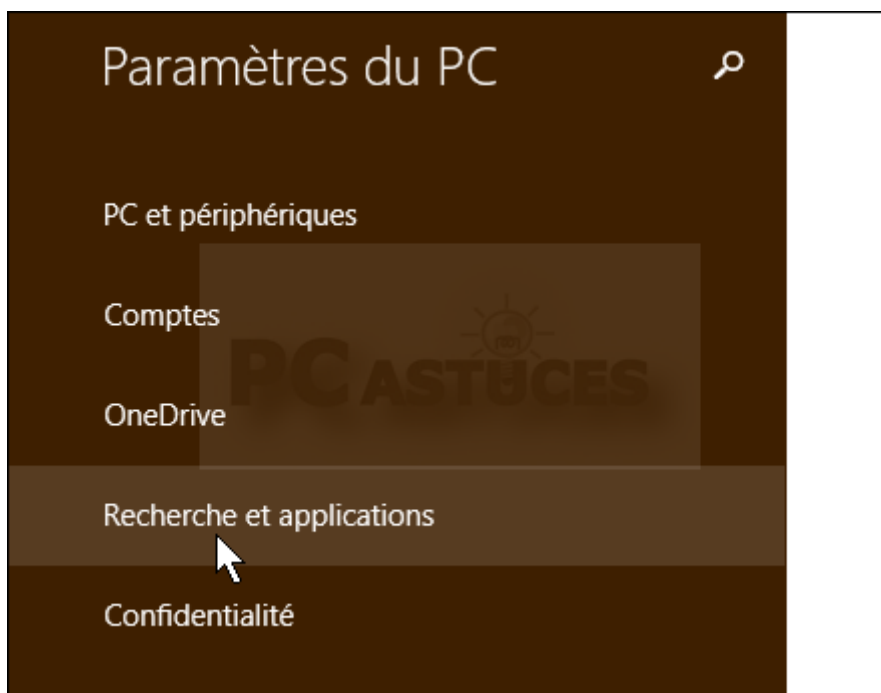 Paramètres du PC
PC et périphériques
Comptes
PC ASTUCES
OneDrive
Recherche et applications
Confidentialité